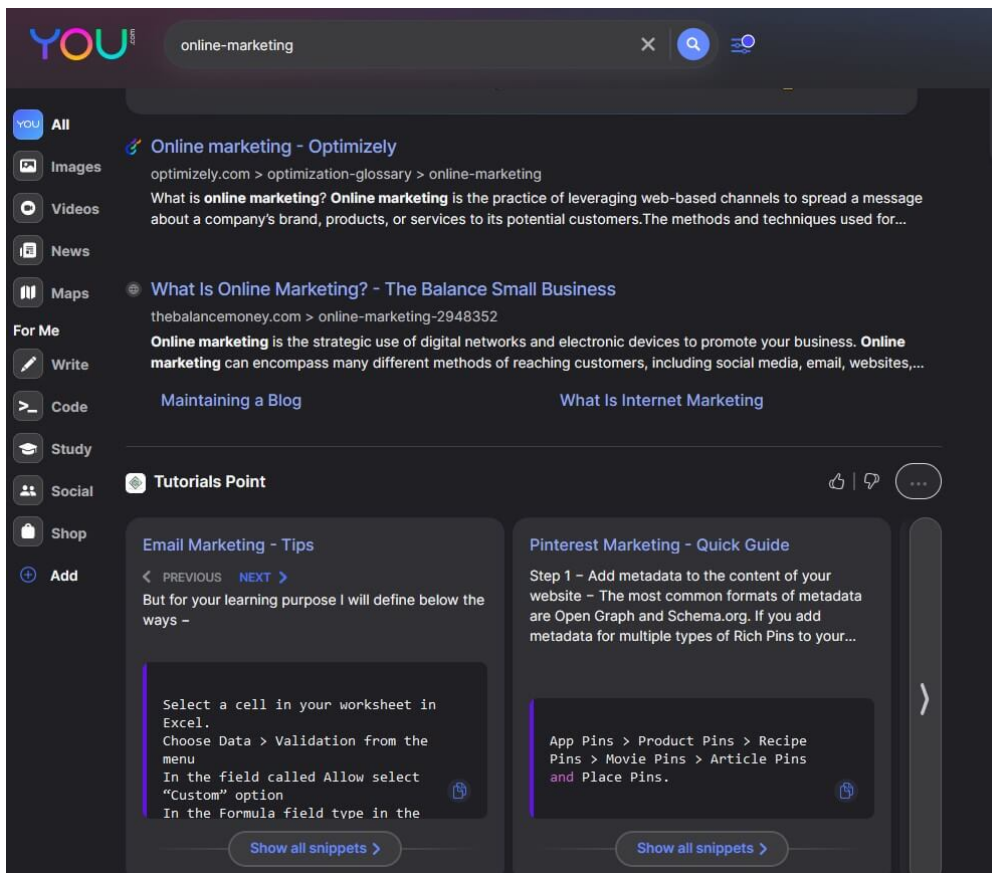 YOU.com
online-marketing
YOU All
Images
Videos
News
Maps
For Me
Write
Code
Study
Social
Shop
Add
Online marketing - Optimizely
optimizely.com > optimization-glossary > online-marketing
What is online marketing? Online marketing is the practice of leveraging web-based channels to spread a message
about a company’s brand, products, or services to its potential customers.The methods and techniques used for...
What Is Online Marketing? - The Balance Small Business
thebalancemoney.com > online-marketing-2948352
Online marketing is the strategic use of digital networks and electronic devices to promote your business. Online
marketing can encompass many different methods of reaching customers, including social media, email, websites,...
Maintaining a Blog
What Is Internet Marketing
Tutorials Point
...
Email Marketing - Tips
< PREVIOUS NEXT >
But for your learning purpose I will define below the
ways –
Select a cell in your worksheet in
Excel.
Choose Data > Validation from the
menu
In the field called Allow select
“Custom” option
In the Formula field type in the
Show all snippets >
Pinterest Marketing - Quick Guide
Step 1 – Add metadata to the content of your
website – The most common formats of metadata
are Open Graph and Schema.org. If you add
metadata for multiple types of Rich Pins to your...
App Pins > Product Pins > Recipe
Pins > Movie Pins > Article Pins
and Place Pins.
Show all snippets >